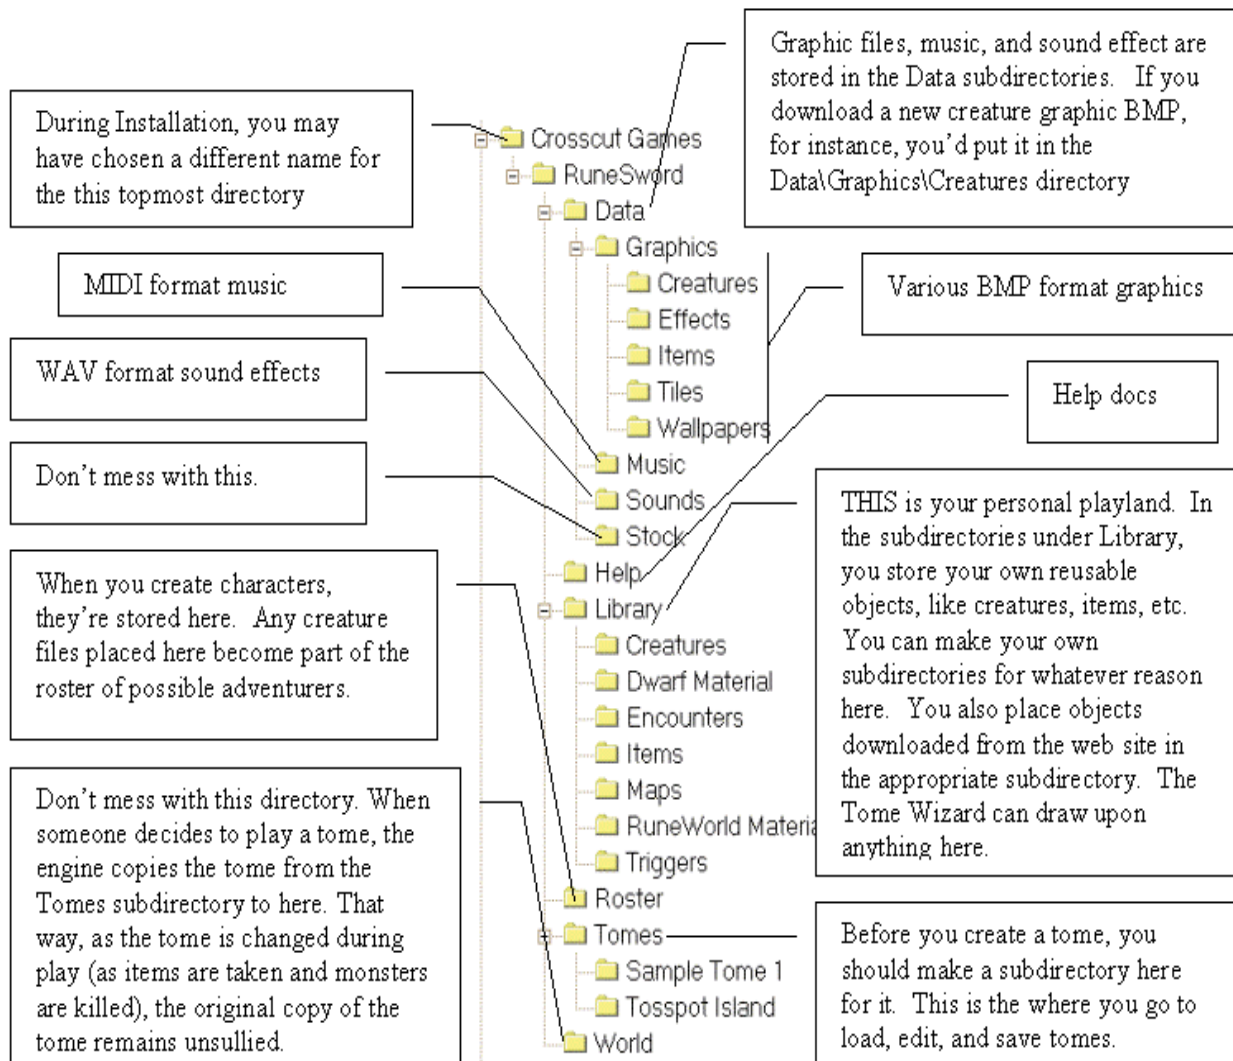 Graphic files, music, and sound effect are
stored in the Data subdirectories.   If you
download a new creature graphic BMP,
for instance, you'd put it in the
Data\Graphics\Creatures directory
During Installation, you may
have chosen a different name for
the this topmost directory
MIDI format music
WAV format sound effects
Don't mess with this.
When you create characters,
they're stored here.  Any creature
files placed here become part of the
roster of possible adventurers.
Don't mess with this directory. When
someone decides to play a tome, the
engine copies the tome from the
Tomes subdirectory to here. That
way, as the tome is changed during
play (as items are taken and monsters
are killed), the original copy of the
tome remains unsullied.
Crosscut Games
RuneSword
Data
Graphics
Creatures
Effects
Items
Tiles
Wallpapers
Music
Sounds
Stock
Help
Library
Creatures
Dwarf Material
Encounters
Items
Maps
RuneWorld Materia
Triggers
Roster
Tomes
Sample Tome 1
Tosspot Island
World
Various BMP format graphics
Help docs
THIS is your personal playland.  In
the subdirectories under Library,
you store your own reusable
objects, like creatures, items, etc.
You can make your own
subdirectories for whatever reason
here.  You also place objects
downloaded from the web site in
the appropriate subdirectory.  The
Tome Wizard can draw upon
anything here.
Before you create a tome, you
should make a subdirectory here
for it.  This is the where you go to
load, edit, and save tomes.